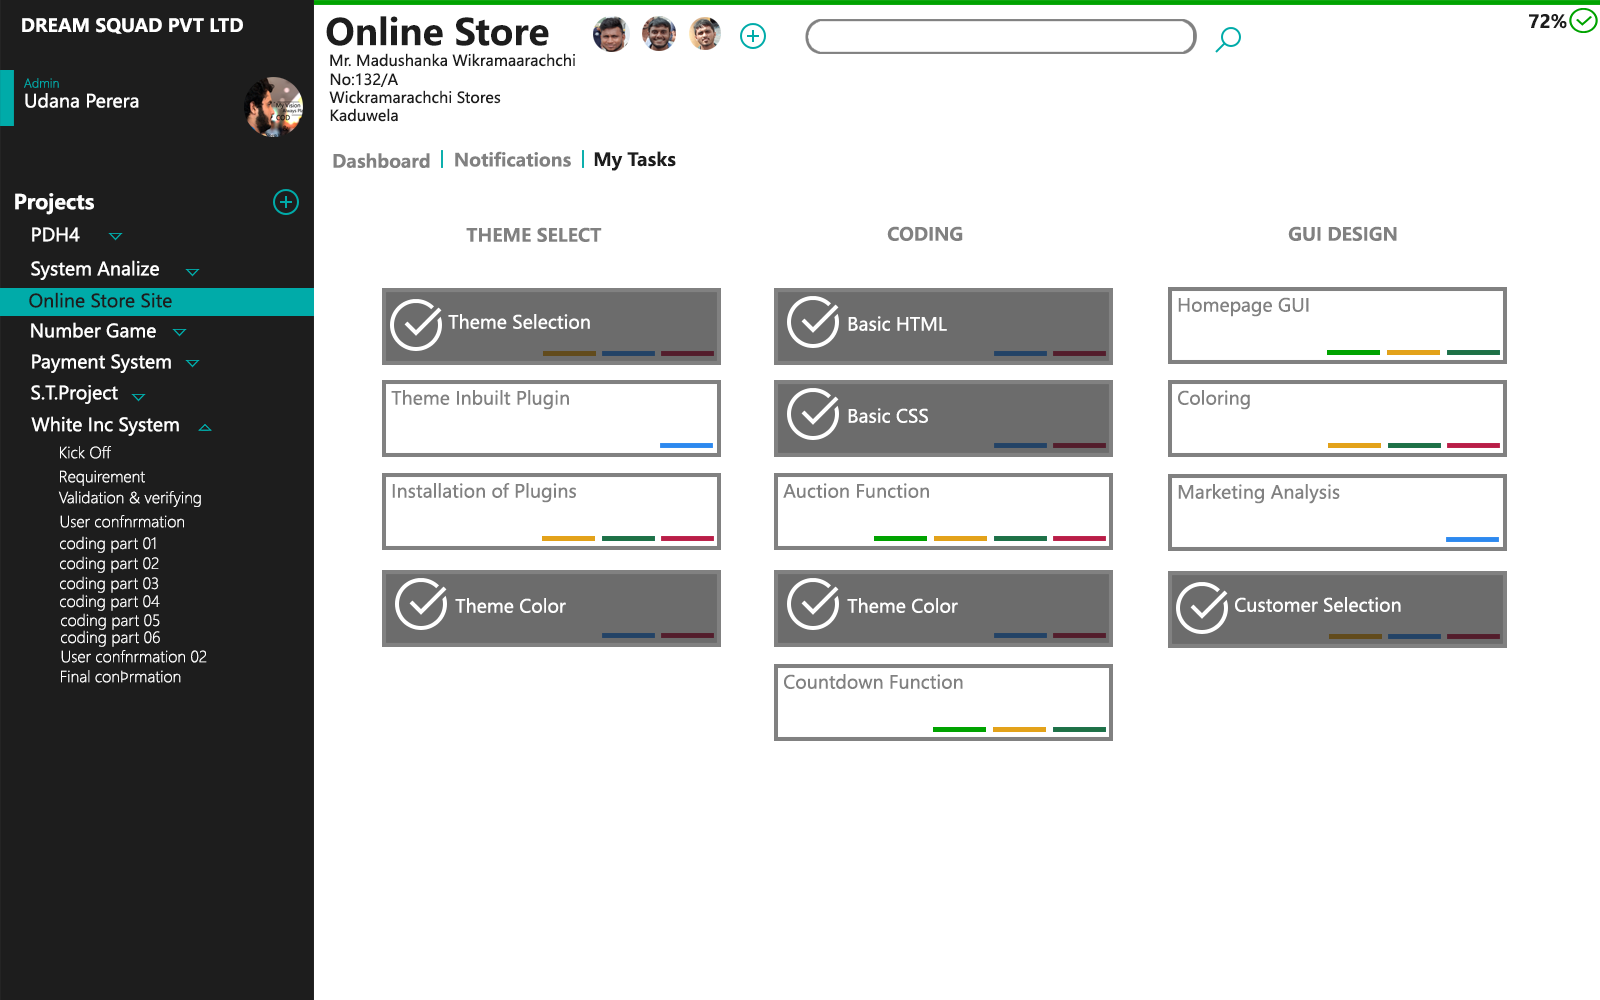 DREAM SQUAD PVT LTD
Admin
Udana Perera
Projects
PDH4
System Analize
Online Store Site
Number Game
Payment System
S.T.Project
White Inc System
Kick Off
Requirement
Validation & verifying
User confnrmation
coding part 01
coding part 02
coding part 03
coding part 04
coding part 05
coding part 06
User confnrmation 02
Final conÞrmation
Online Store
72%
Mr. Madushanka Wikramaarachchi
No:132/A
Wickramarachchi Stores
Kaduwela
Dashboard Notifications My Tasks
THEME SELECT
Theme Selection
Theme Inbuilt Plugin
Installation of Plugins
Theme Color
CODING
Basic HTML
Basic CSS
Auction Function
Theme Color
Countdown Function
GUI DESIGN
Homepage GUI
Coloring
Marketing Analysis
Customer Selection